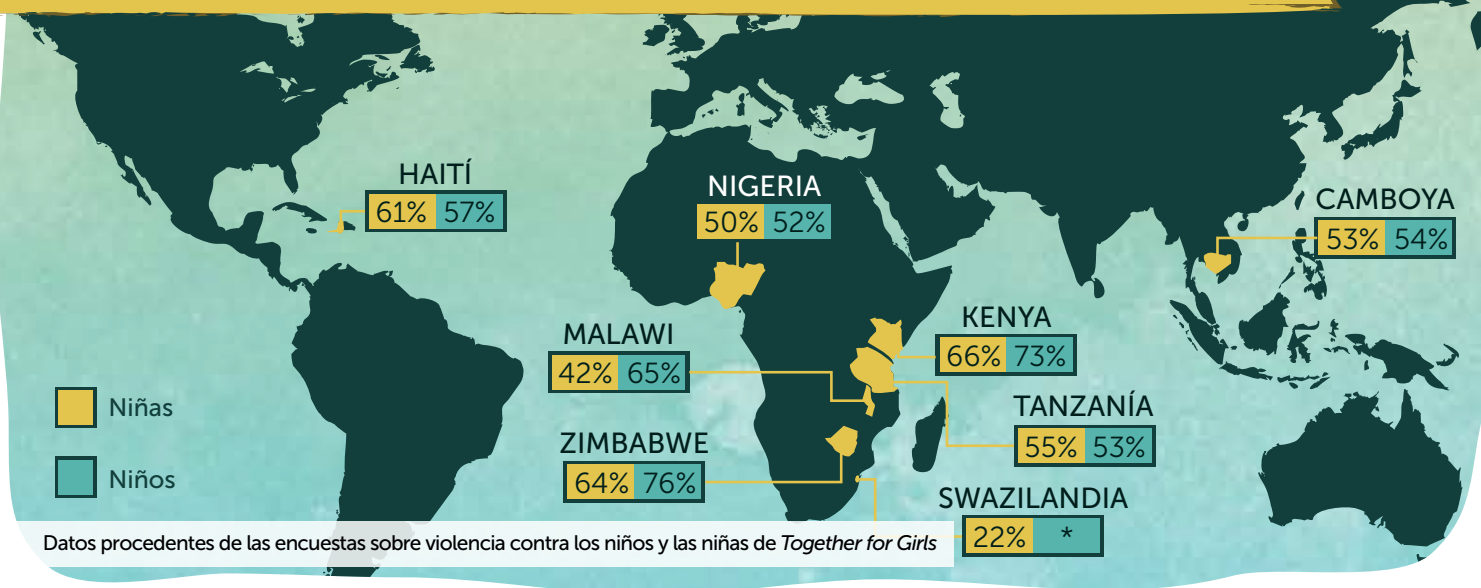 HAITÍ
61% 57%
NIGERIA
50% 52%
CAMBOYA
53% 54%
MALAWI
42% 65%
KENYA
66% 73%
TANZANÍA
55% 53%
ZIMBABWE
64% 76%
SWAZILANDIA
22% *
Niñas
Niños
Datos procedentes de las encuestas sobre violencia contra los niños y las niñas de Together for Girls